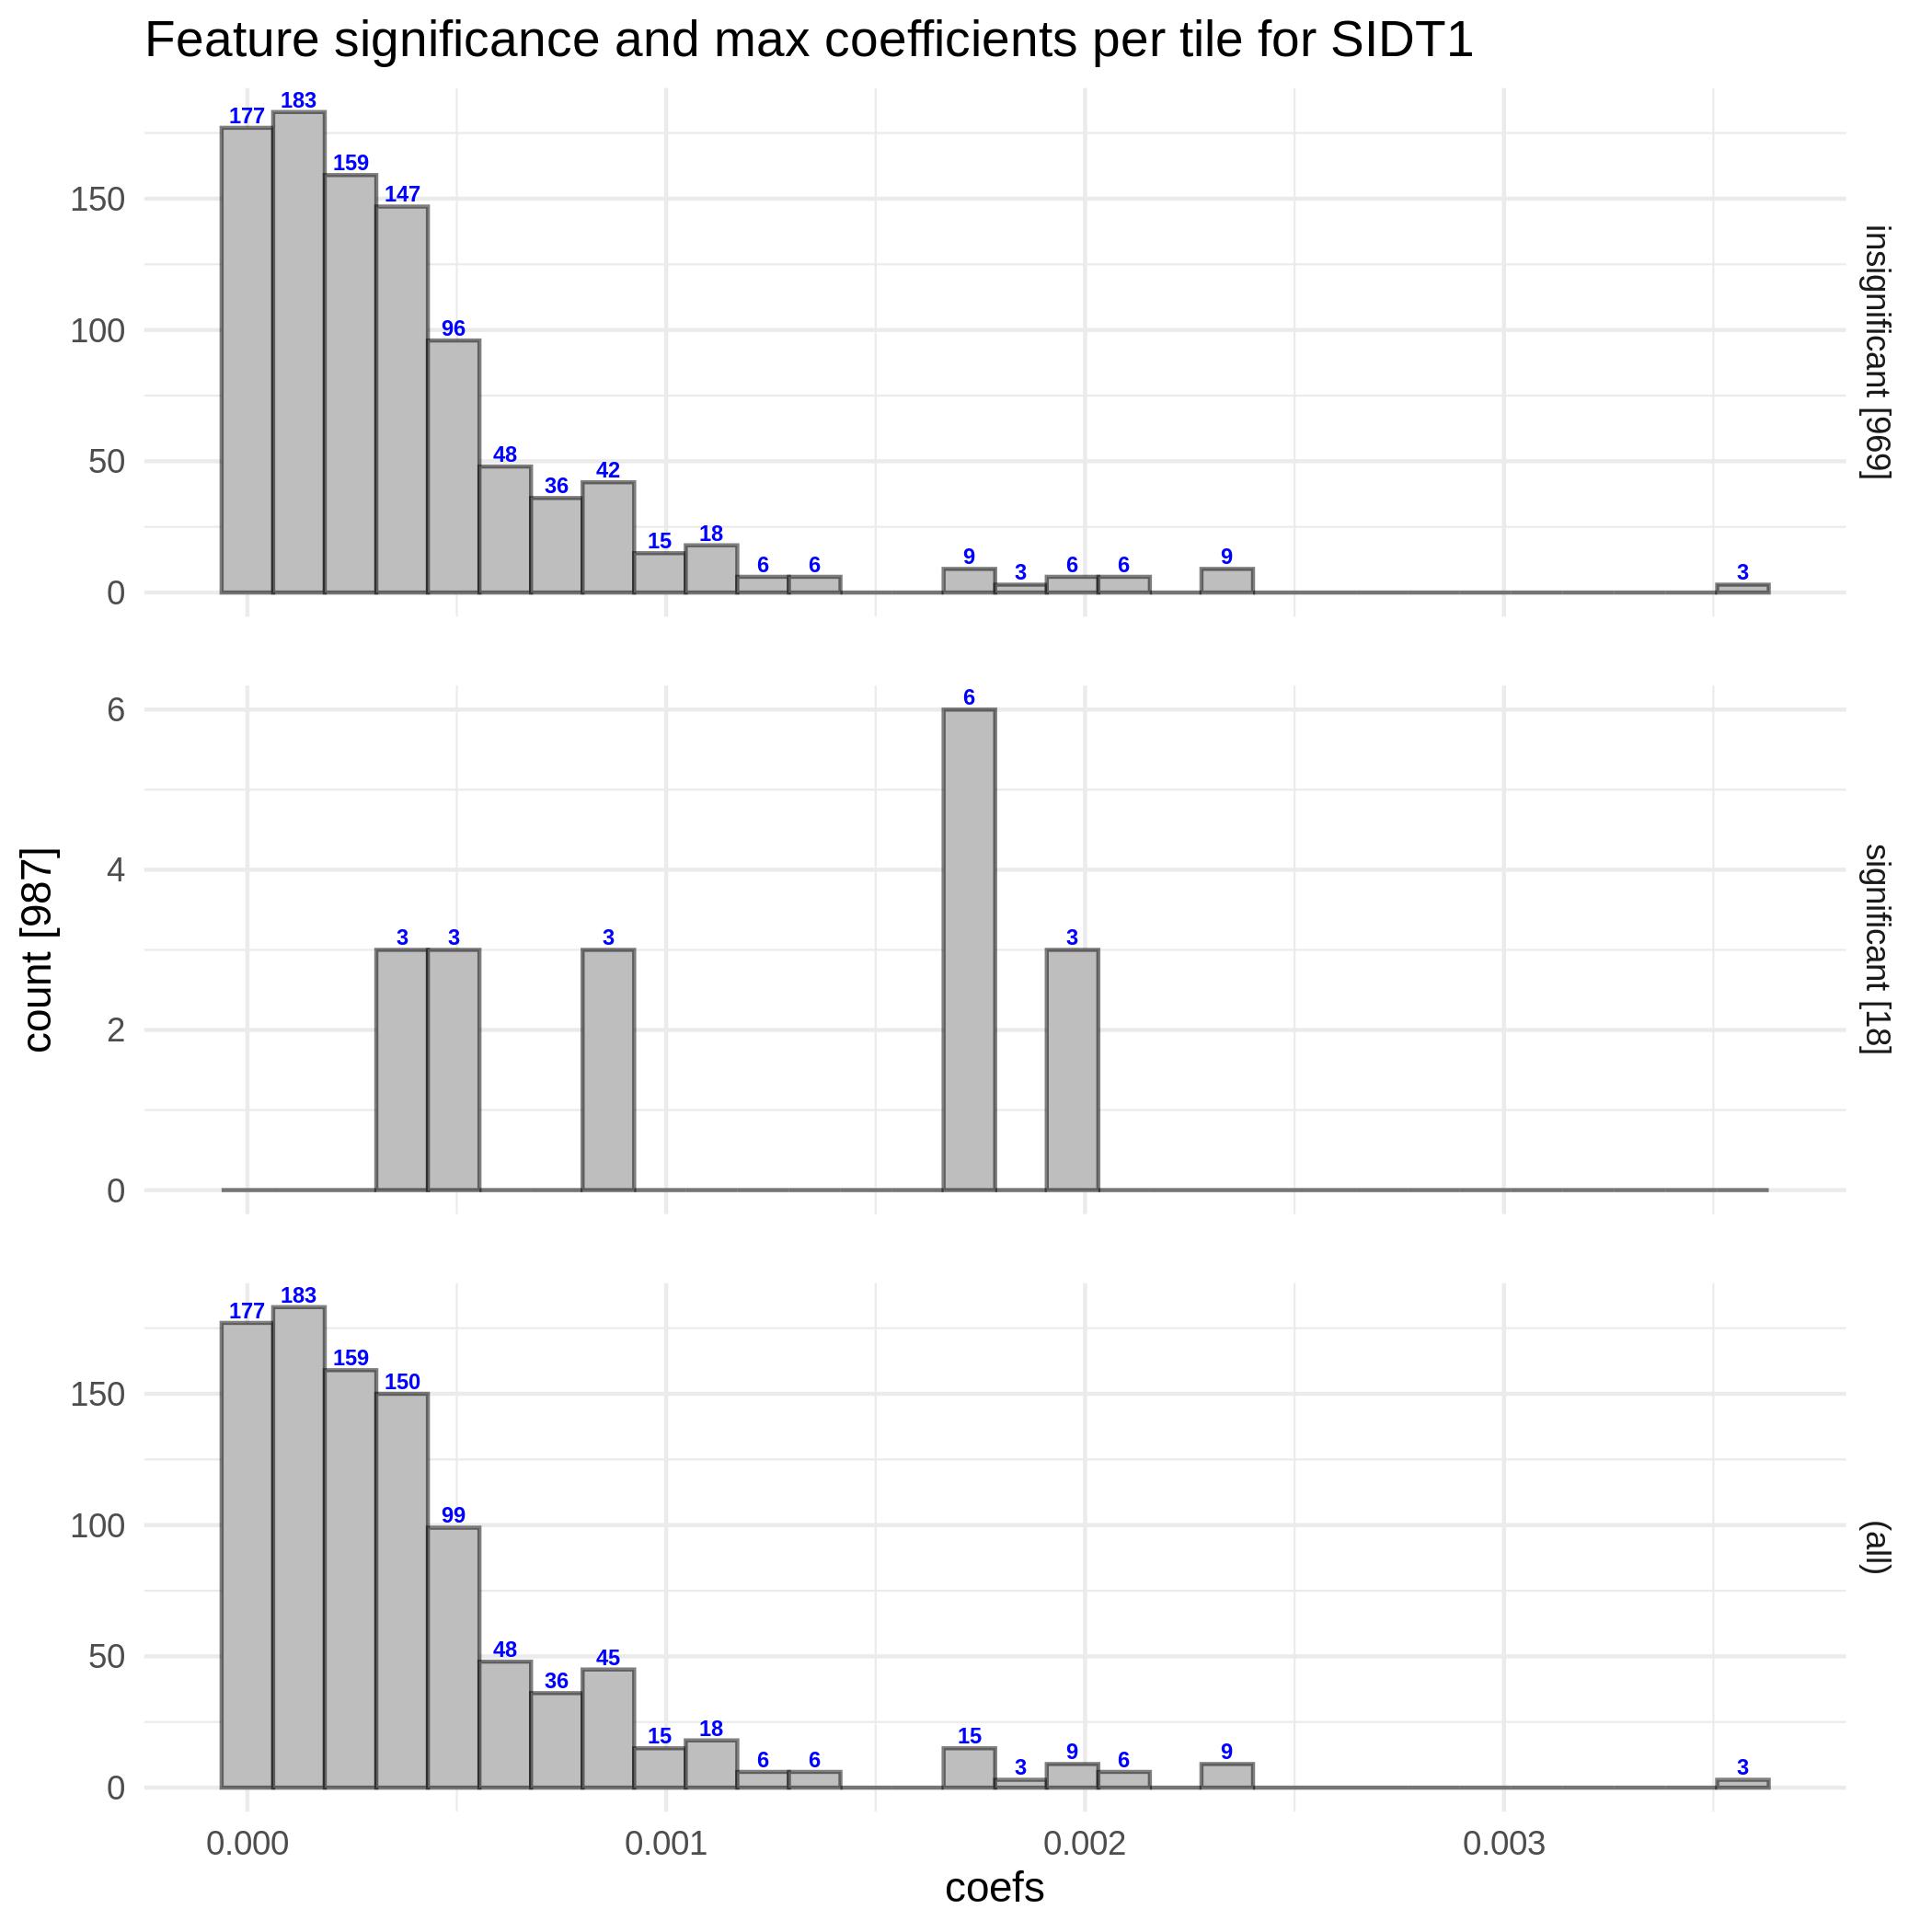 Feature significance and max coefficients per tile for SIDT1
177 183 159 147 96 48 36 42 15 18 6 6 9 3 6 6 9 3
150
100
50
0
insignificant [969]
6 3 3 3 3
6
4
2
0
significant [18]
count [987]
177 183 159 150 99 48 36 45 15 18 6 6 15 3 9 6 9 3
150
100
50
0
(all)
0.000 0.001 0.002 0.003
coefs